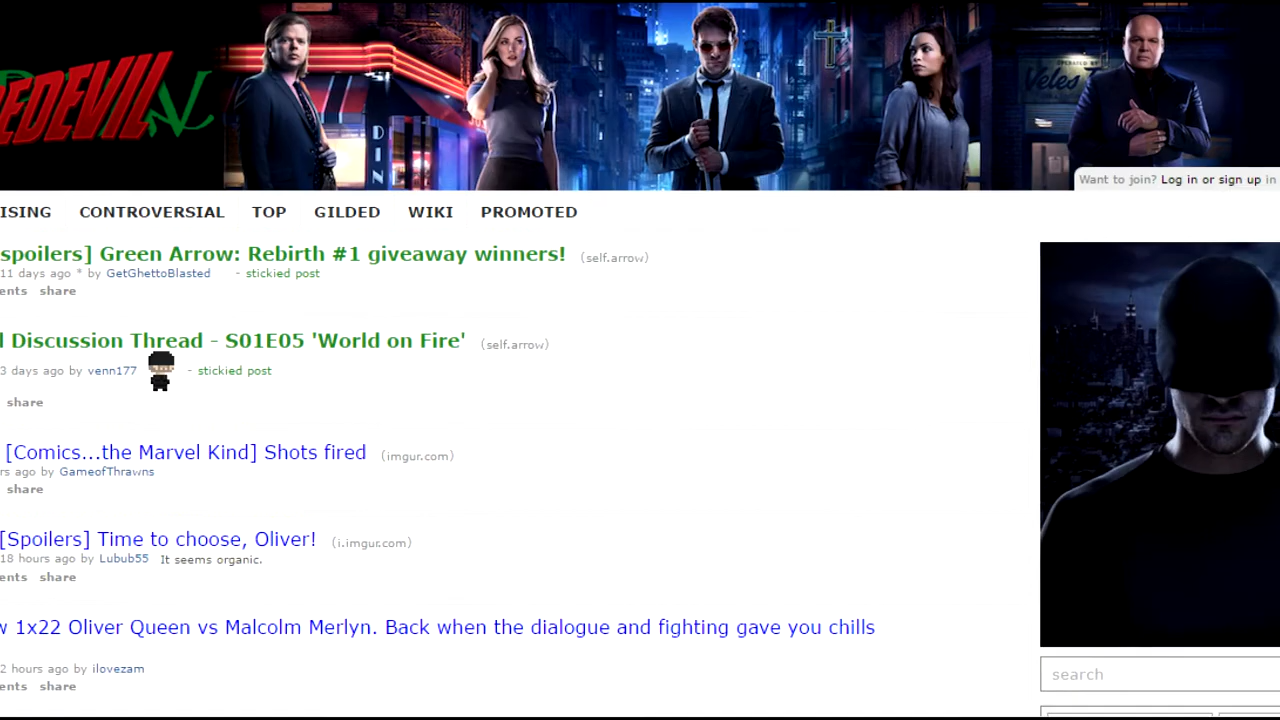 EDEVIL
DIN
OPERATED BY
Veles T
Want to join? Log in or sign up in
ISING CONTROVERSIAL TOP GILDED WIKI PROMOTED
spoilers] Green Arrow: Rebirth #1 giveaway winners! (self.arrow)
11 days ago * by GetGhettoBlasted - stickied post
ents share
l Discussion Thread - S01E05 'World on Fire' (self.arrow)
3 days ago by venn177 - stickied post
share
[Comics...the Marvel Kind] Shots fired (imgur.com)
rs ago by GameofThrawns
share
[Spoilers] Time to choose, Oliver! (i.imgur.com)
18 hours ago by Lubub55 It seems organic.
ents share
w 1x22 Oliver Queen vs Malcolm Merlyn. Back when the dialogue and fighting gave you chills
2 hours ago by ilovezam
ents share
search